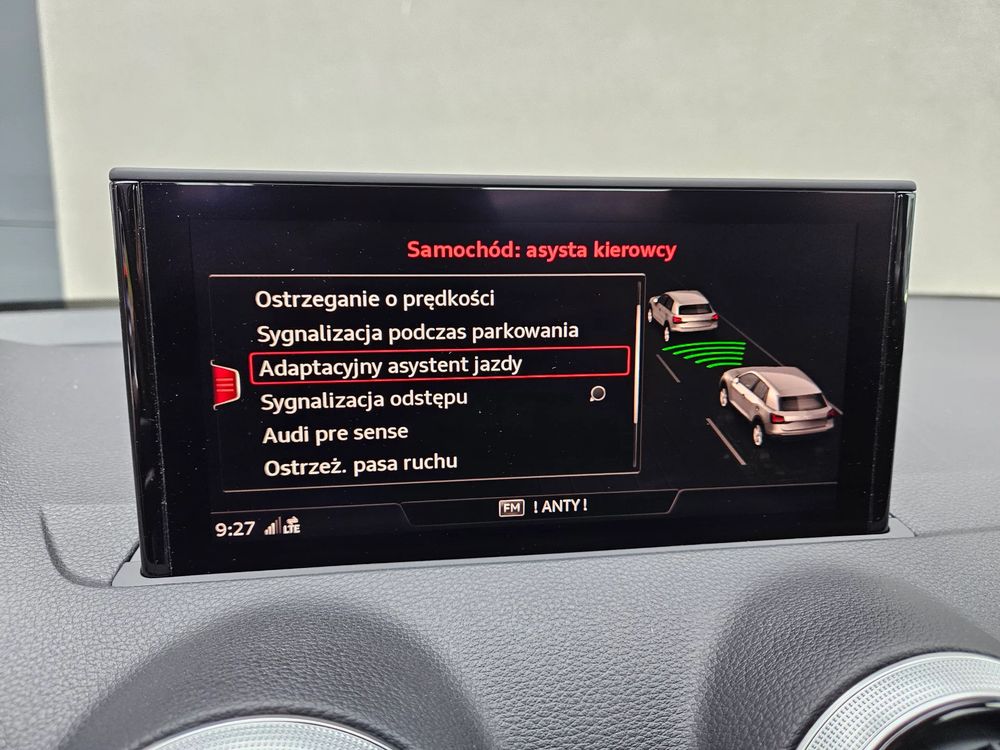 Samochód: asysta kierowcy
Ostrzeganie o prędkości
Sygnalizacja podczas parkowania
Adaptacyjny asystent jazdy
Sygnalizacja odstępu
Audi pre sense
Ostrzeż. pasa ruchu
FM ! ANTY !
9:27 LTE